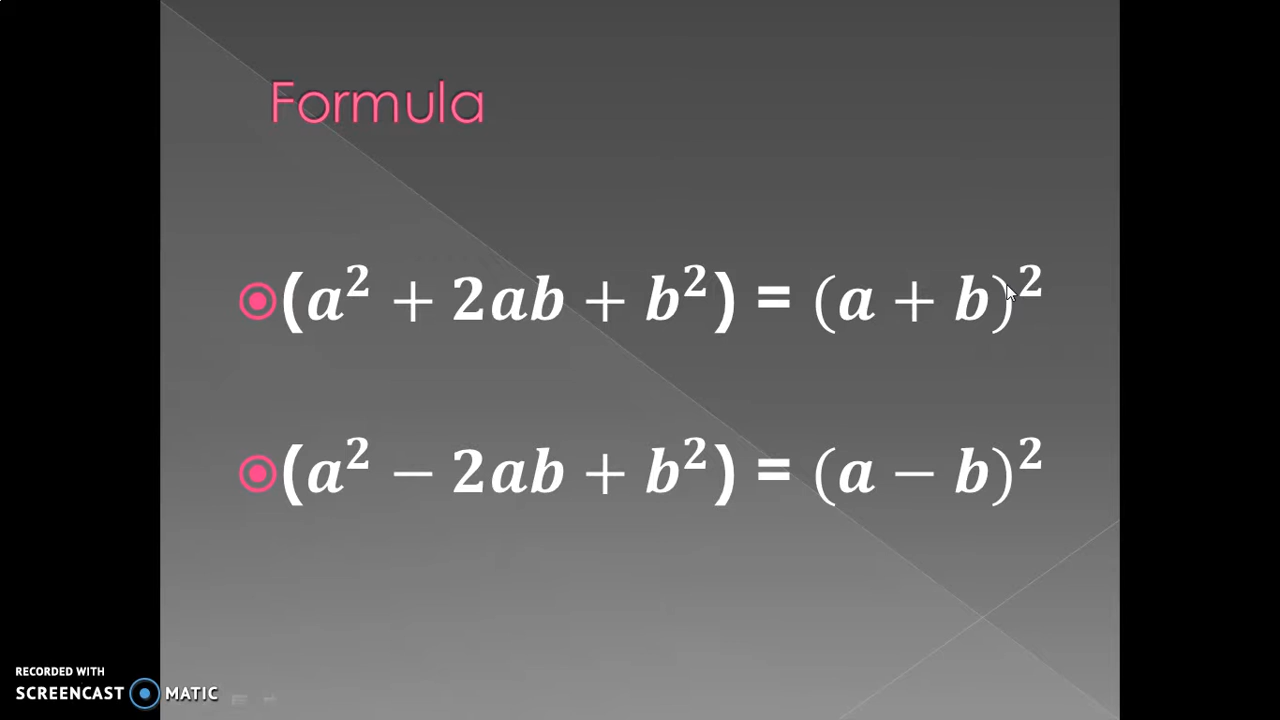 Formula
(a² + 2ab + b²) = (a + b)²
(a² − 2ab + b²) = (a − b)²
RECORDED WITH
SCREENCAST MATIC